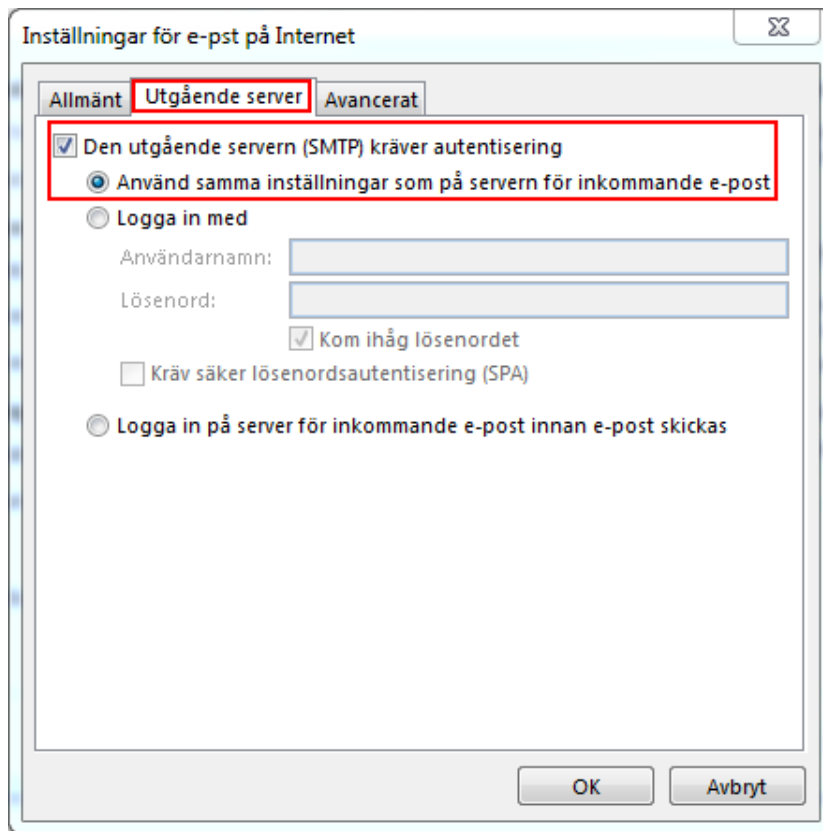 Inställningar för e-pst på Internet
Allmänt Utgående server Avancerat
Den utgående servern (SMTP) kräver autentisering
Använd samma inställningar som på servern för inkommande e-post
Logga in med
Användarnamn:
Lösenord:
Kom ihåg lösenordet
Kräv säker lösenordsautentisering (SPA)
Logga in på server för inkommande e-post innan e-post skickas
OK Avbryt